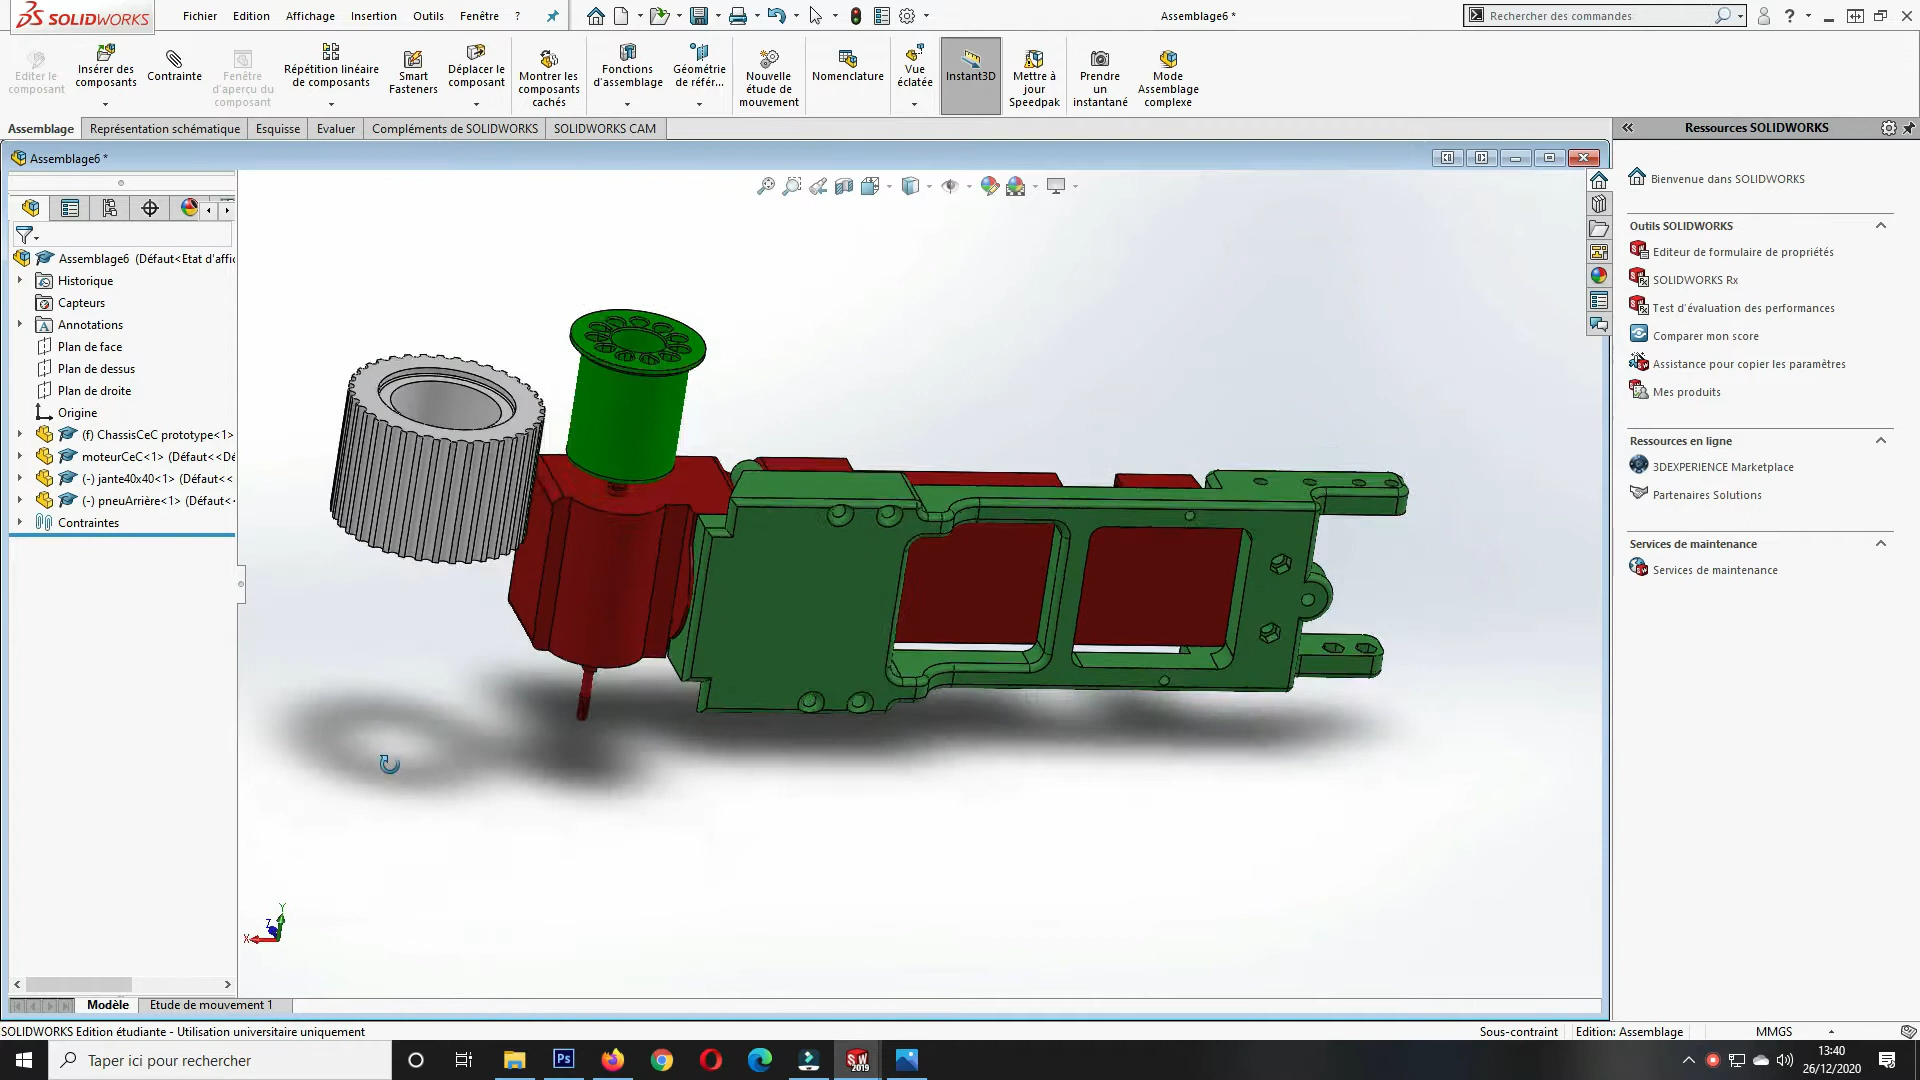 SOLIDWORKS
Fichier Edition Affichage Insertion Outils Fenêtre ?
Assemblage6 *
Rechercher des commandes
Editer le composant
Insérer des composants
Contrainte
Fenêtre d'aperçu du composant
Répétition linéaire de composants
Smart Fasteners
Déplacer le composant
Montrer les composants cachés
Fonctions d'assemblage
Géométrie de référ...
Nouvelle étude de mouvement
Nomenclature
Vue éclatée
Instant3D
Mettre à jour Speedpak
Prendre un instantané
Mode Assemblage complexe
Assemblage Représentation schématique Esquisse Evaluer Compléments de SOLIDWORKS SOLIDWORKS CAM
Ressources SOLIDWORKS
Assemblage6 *
Bienvenue dans SOLIDWORKS
Outils SOLIDWORKS
Editeur de formulaire de propriétés
SOLIDWORKS Rx
Test d'évaluation des performances
Comparer mon score
Assistance pour copier les paramètres
Mes produits
Ressources en ligne
3DEXPERIENCE Marketplace
Partenaires Solutions
Services de maintenance
Services de maintenance
Assemblage6 (Défaut<Etat d'affic
Historique
Capteurs
Annotations
Plan de face
Plan de dessus
Plan de droite
Origine
(f) ChassisCeC prototype<1>
moteurCeC<1> (Défaut<<Dé
(-) jante40x40<1> (Défaut<<
(-) pneuArrière<1> (Défaut<
Contraintes
Y
Z
X
Modèle Etude de mouvement 1
SOLIDWORKS Edition étudiante - Utilisation universitaire uniquement
Sous-contraint Edition: Assemblage MMGS
Taper ici pour rechercher
Ps
SW
2019
13:40
26/12/2020